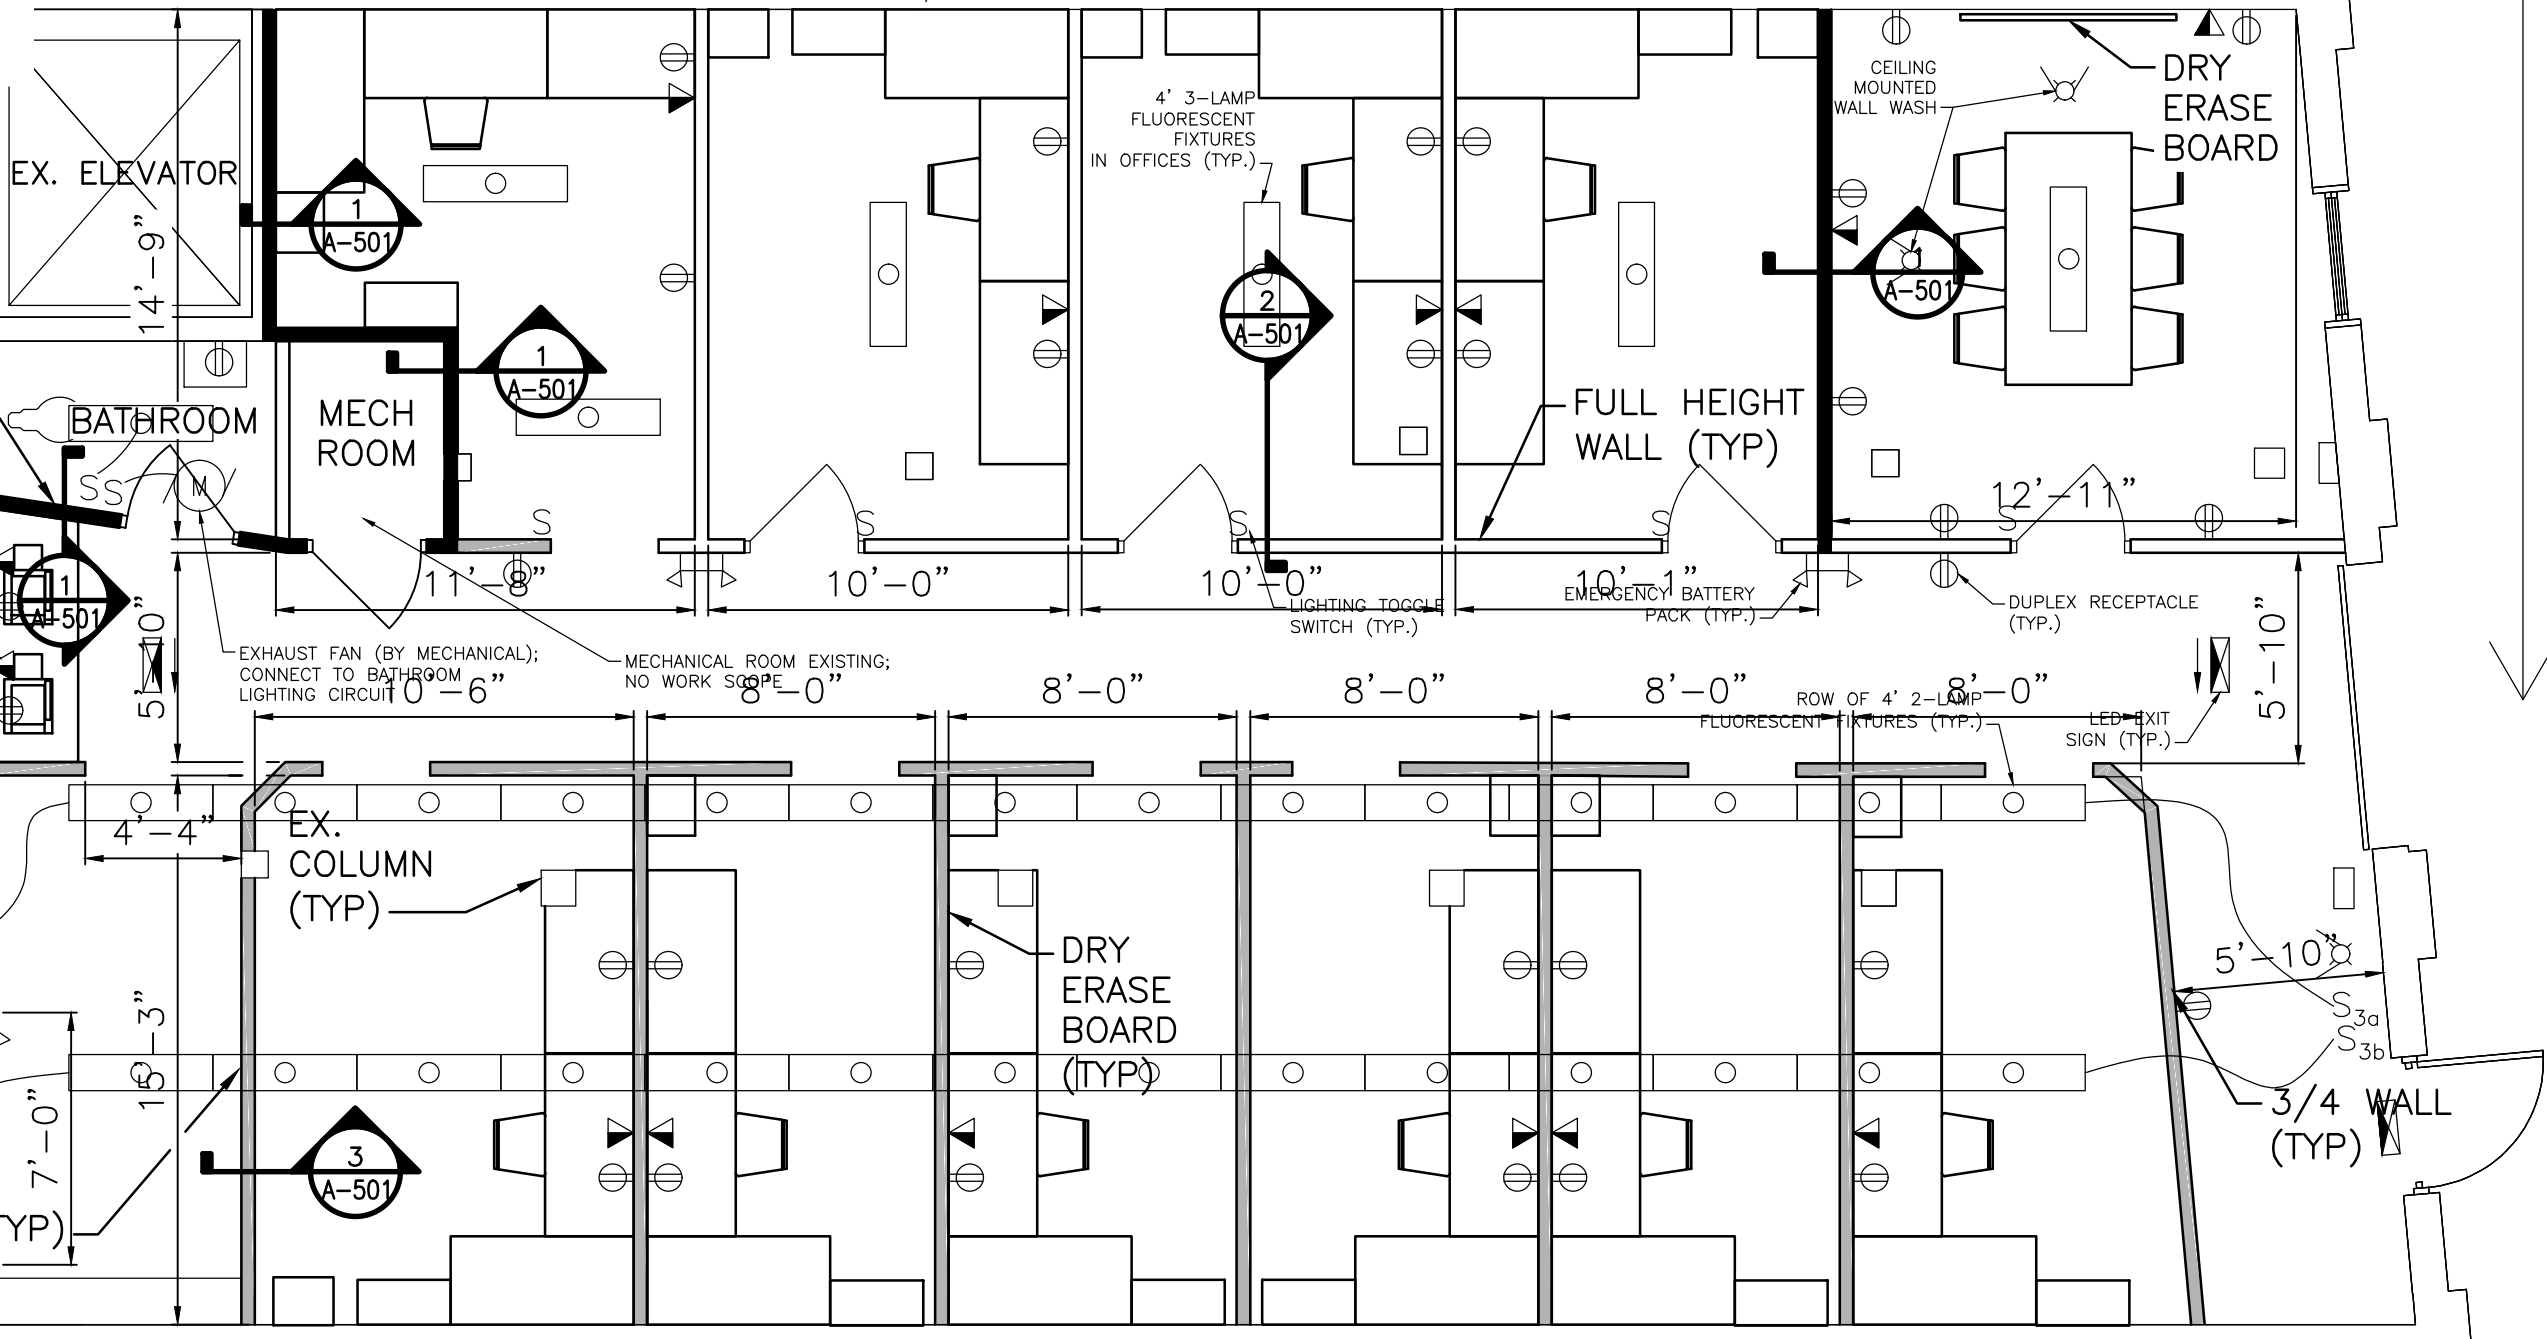 DRY
ERASE
BOARD
CEILING
MOUNTED
WALL WASH
4' 3-LAMP
FLUORESCENT
FIXTURES
IN OFFICES (TYP.)
EX. ELEVATOR
14'-9"
1
A-501
1
A-501
2
A-501
1
A-501
BATHROOM
MECH
ROOM
FULL HEIGHT
WALL (TYP)
S
S
M
S
S
S
S
S
12'-11"
11'-8"
10'-0"
10'-0"
10'-1"
1
A-501
LIGHTING TOGGLE
SWITCH (TYP.)
EMERGENCY BATTERY
PACK (TYP.)
DUPLEX RECEPTACLE
(TYP.)
5'-10"
5'-10"
EXHAUST FAN (BY MECHANICAL);
CONNECT TO BATHROOM
LIGHTING CIRCUIT
MECHANICAL ROOM EXISTING;
NO WORK SCOPE
10'-6"
8'-0"
8'-0"
8'-0"
8'-0"
8'-0"
ROW OF 4' 2-LAMP
FLUORESCENT FIXTURES (TYP.)
LED EXIT
SIGN (TYP.)
4'-4"
EX.
COLUMN
(TYP)
DRY
ERASE
BOARD
(TYP)
5'-10"
S3a
S3b
15'-3"
7'-0"
3/4 WALL
(TYP)
3
A-501
TYP)